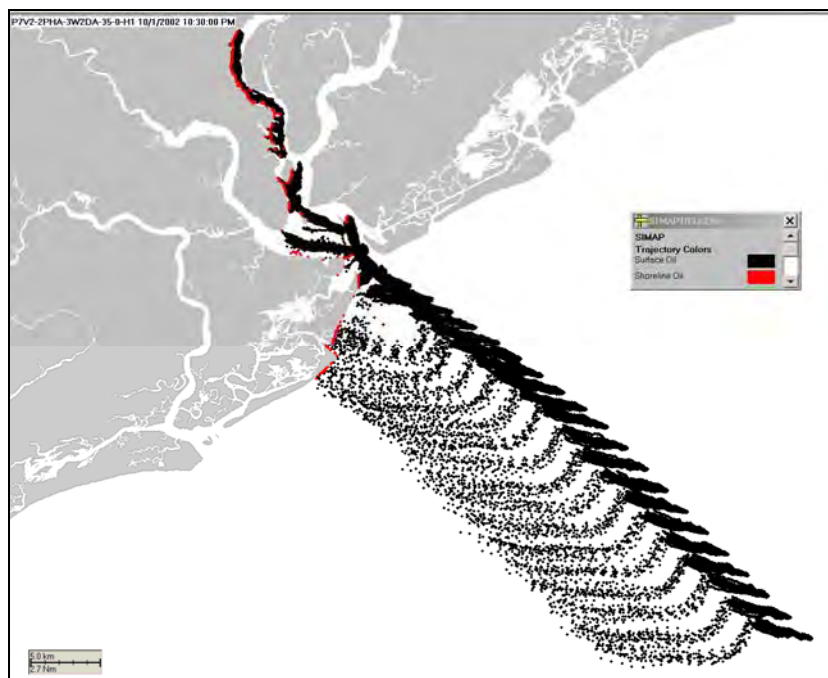 P7V2-2PHA-3W2DA-35-0-H1 10/1/2002 10:30:00 PM
SIMAP
Trajectory Colors
Surface Oil
Shoreline Oil
5.0 km
2.7 Nm